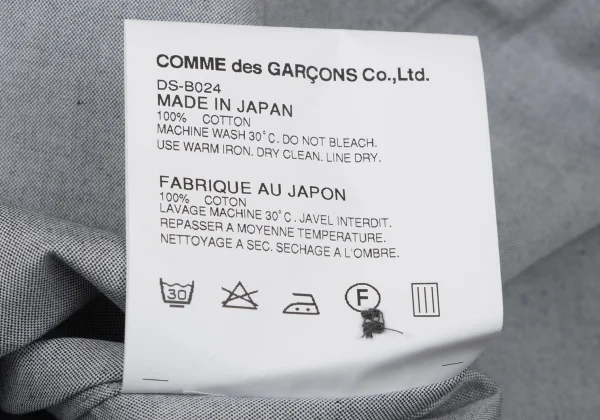 COMME des GARÇONS Co.,Ltd.
DS-B024
MADE IN JAPAN
100% COTTON
MACHINE WASH 30°C. DO NOT BLEACH.
USE WARM IRON. DRY CLEAN. LINE DRY.
FABRIQUE AU JAPON
100% COTON
LAVAGE MACHINE 30°C. JAVEL INTERDIT.
REPASSER A MOYENNE TEMPERATURE.
NETTOYAGE A SEC. SECHAGE A L'OMBRE.
30 F